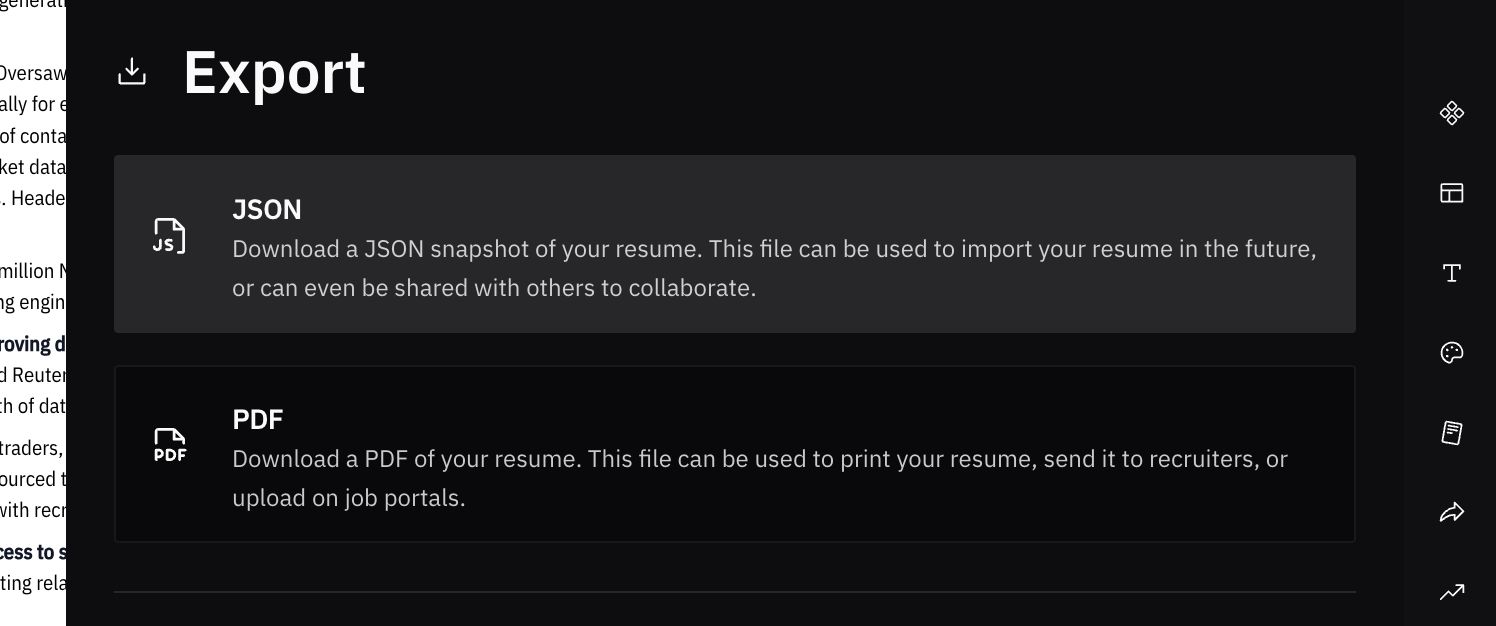 Oversaw
ally for e
of conta
ket data
. Heade
million N
ng engin
roving d
d Reuter
th of dat
traders,
ourced t
with recr
cess to s
ting rela
Export
JSON
Download a JSON snapshot of your resume. This file can be used to import your resume in the future,
or can even be shared with others to collaborate.
PDF
Download a PDF of your resume. This file can be used to print your resume, send it to recruiters, or
upload on job portals.
JS
PDF